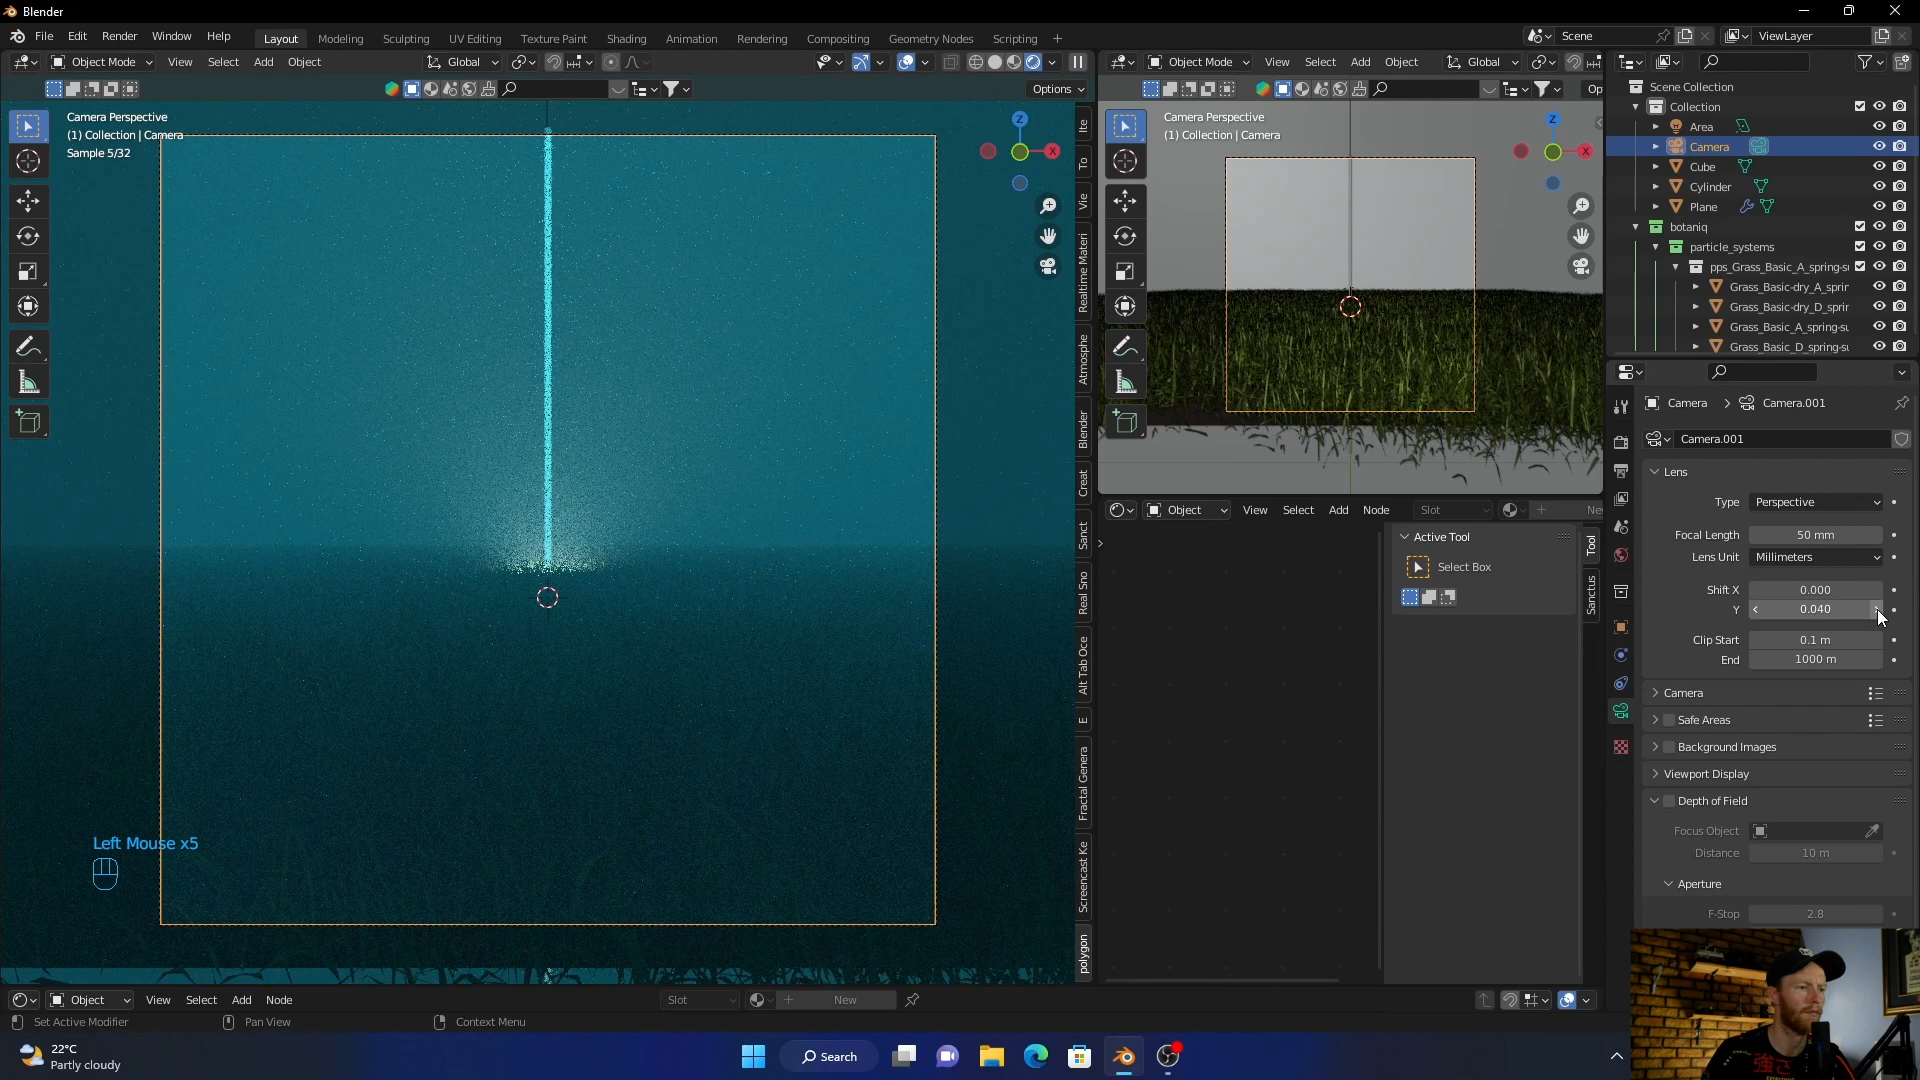 Blender
File Edit Render Window Help
Layout Modeling Sculpting UV Editing Texture Paint Shading Animation Rendering Compositing Geometry Nodes Scripting +
Scene
ViewLayer
Object Mode View Select Add Object
Global
Options
Camera Perspective
(1) Collection | Camera
Sample 5/32
Z
X
Left Mouse x5
Ite
To
Vie
Realtime Materi
Atmosphe
Blender
Creat
Sanct
Real Sno
Alt Tab Oce
E
Fractal Genera
Screencast Ke
polygon
Object Mode View Select Add Object
Global
Op
Camera Perspective
(1) Collection | Camera
Z
X
Object View Select Add Node
Slot
Ne
Active Tool
Select Box
Tool
Sanctus
Scene Collection
Collection
Area
Camera
Cube
Cylinder
Plane
botaniq
particle_systems
pps_Grass_Basic_A_spring-s
Grass_Basic-dry_A_sprir
Grass_Basic-dry_D_sprir
Grass_Basic_A_spring-su
Grass_Basic_D_spring-su
Camera > Camera.001
Camera.001
Lens
Type Perspective
Focal Length 50 mm
Lens Unit Millimeters
Shift X 0.000
Y 0.040
Clip Start 0.1 m
End 1000 m
Camera
Safe Areas
Background Images
Viewport Display
Depth of Field
Focus Object
Distance 10 m
Aperture
F-Stop 2.8
Object View Select Add Node
Slot
New
Set Active Modifier
Pan View
Context Menu
22°C
Partly cloudy
Search